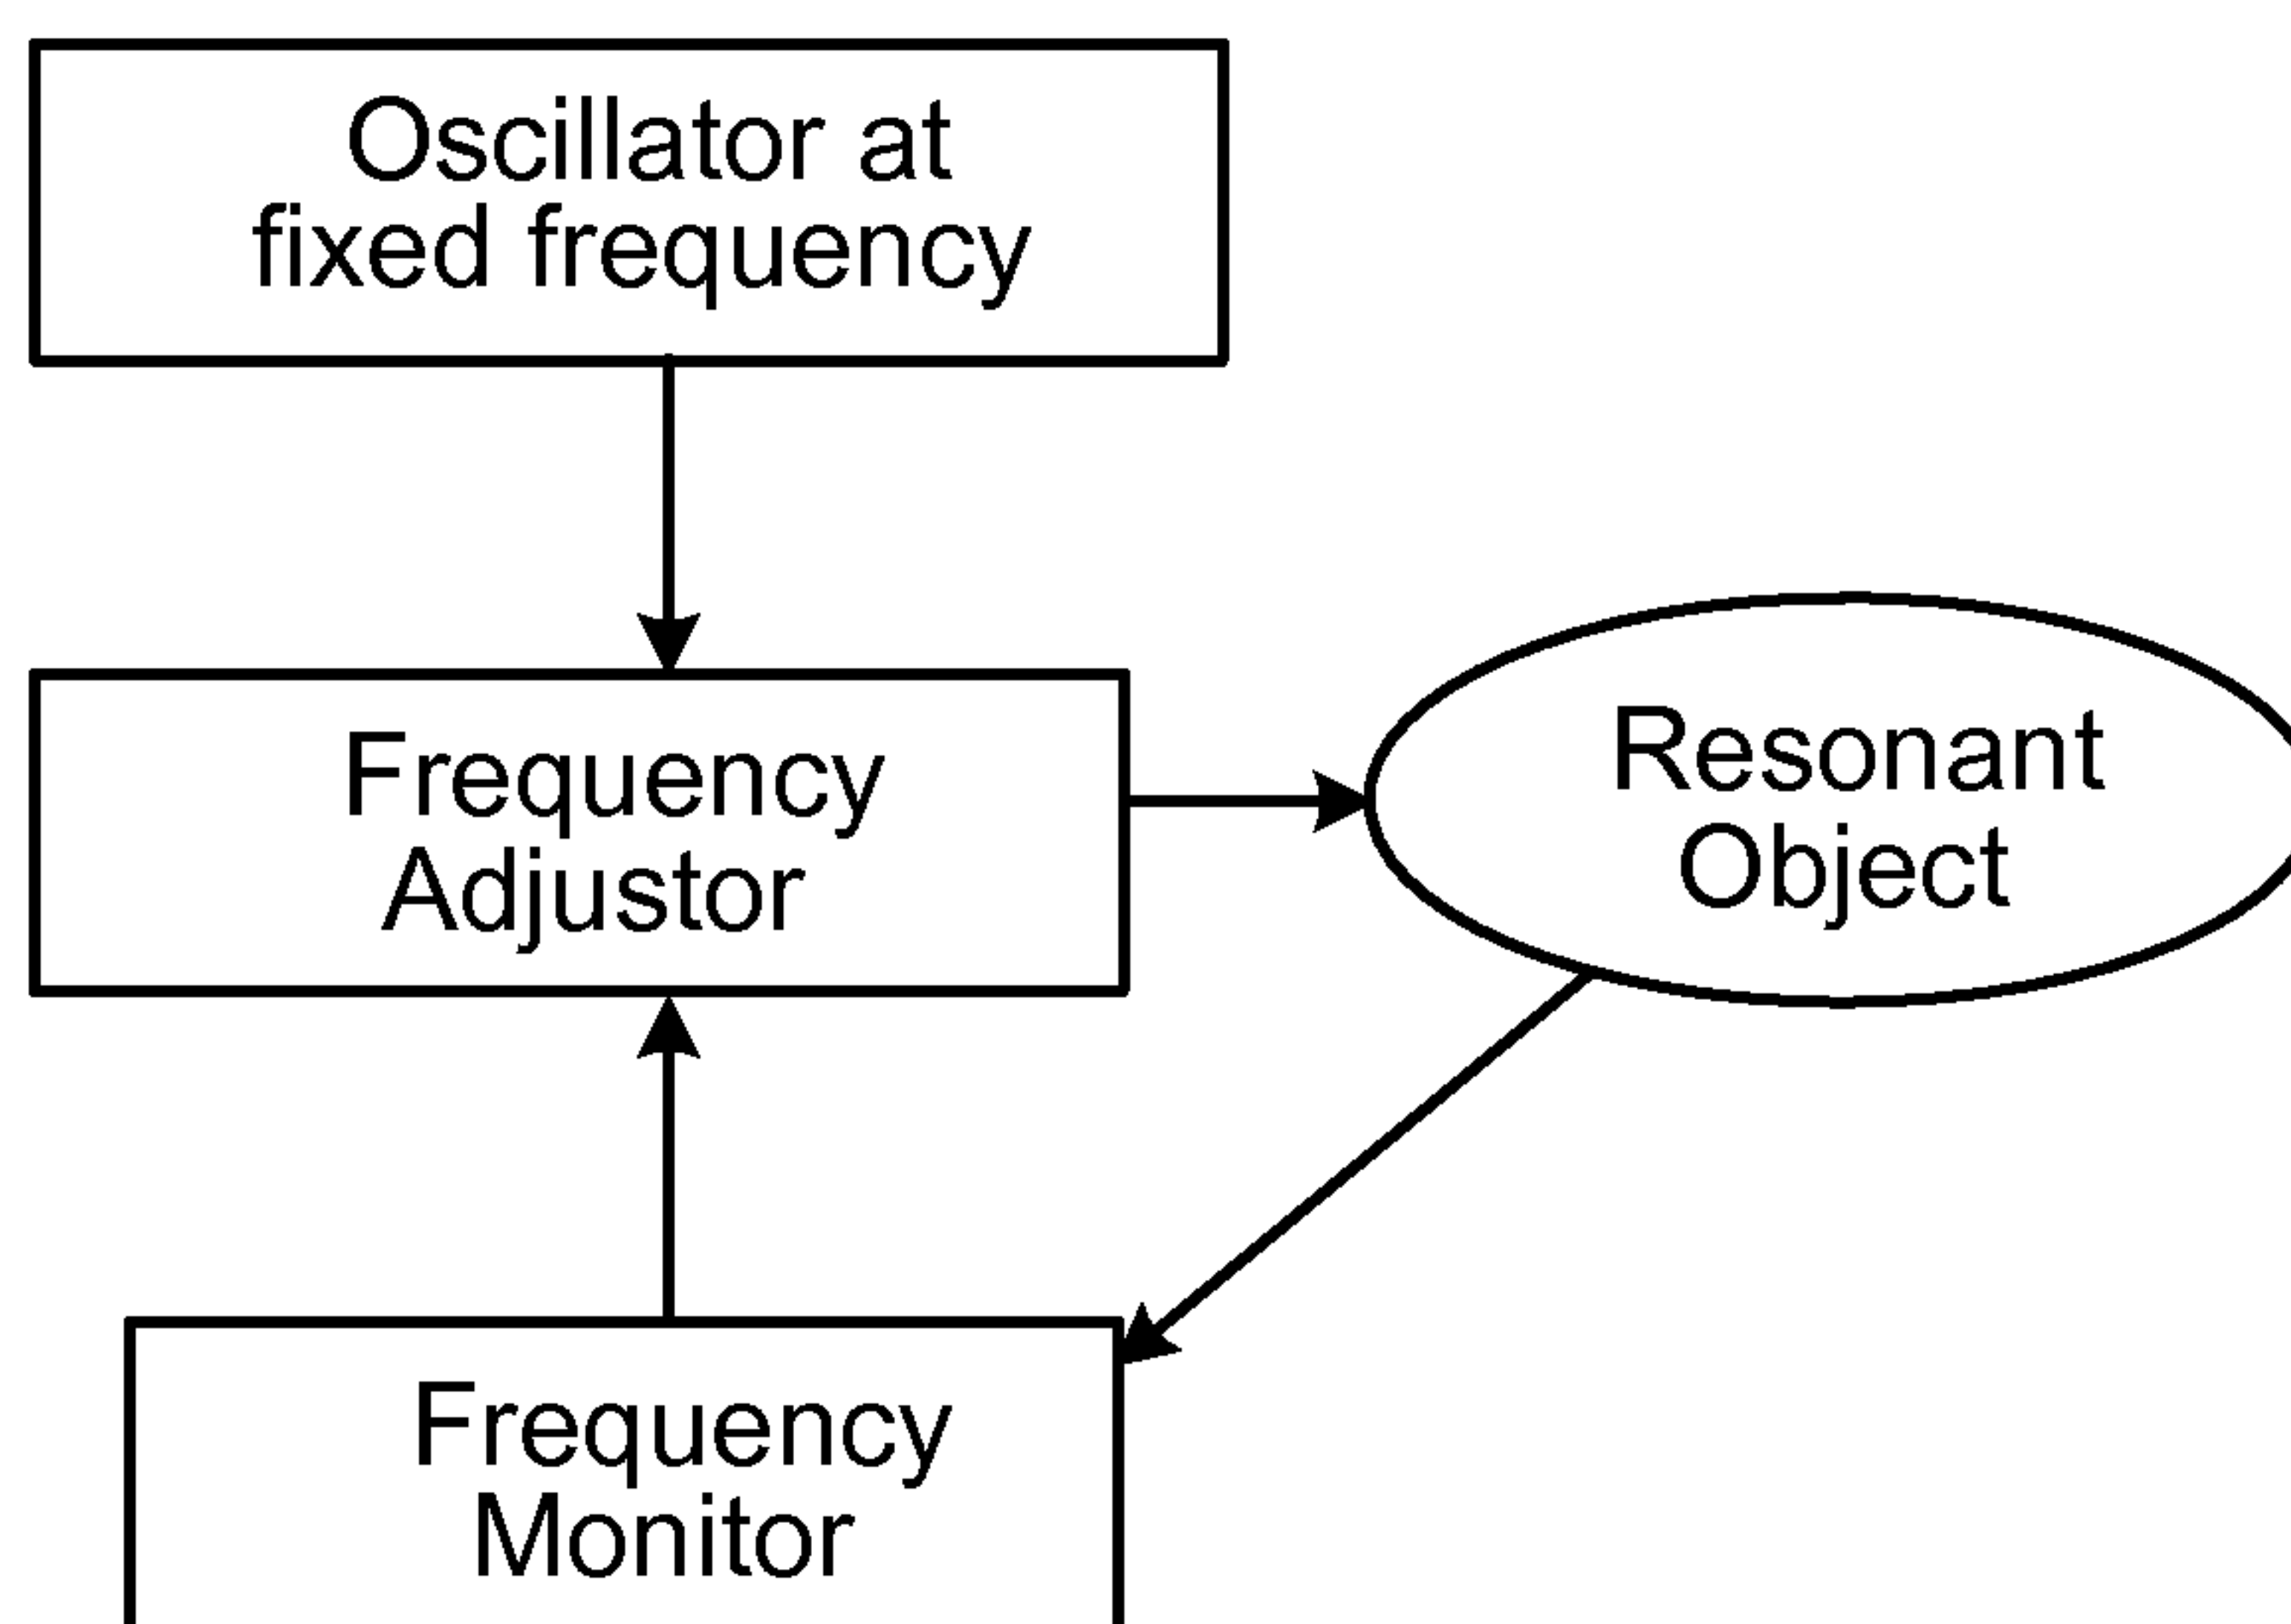 Oscillator at
fixed frequency
Frequency
Adjustor
Resonant
Object
Frequency
Monitor